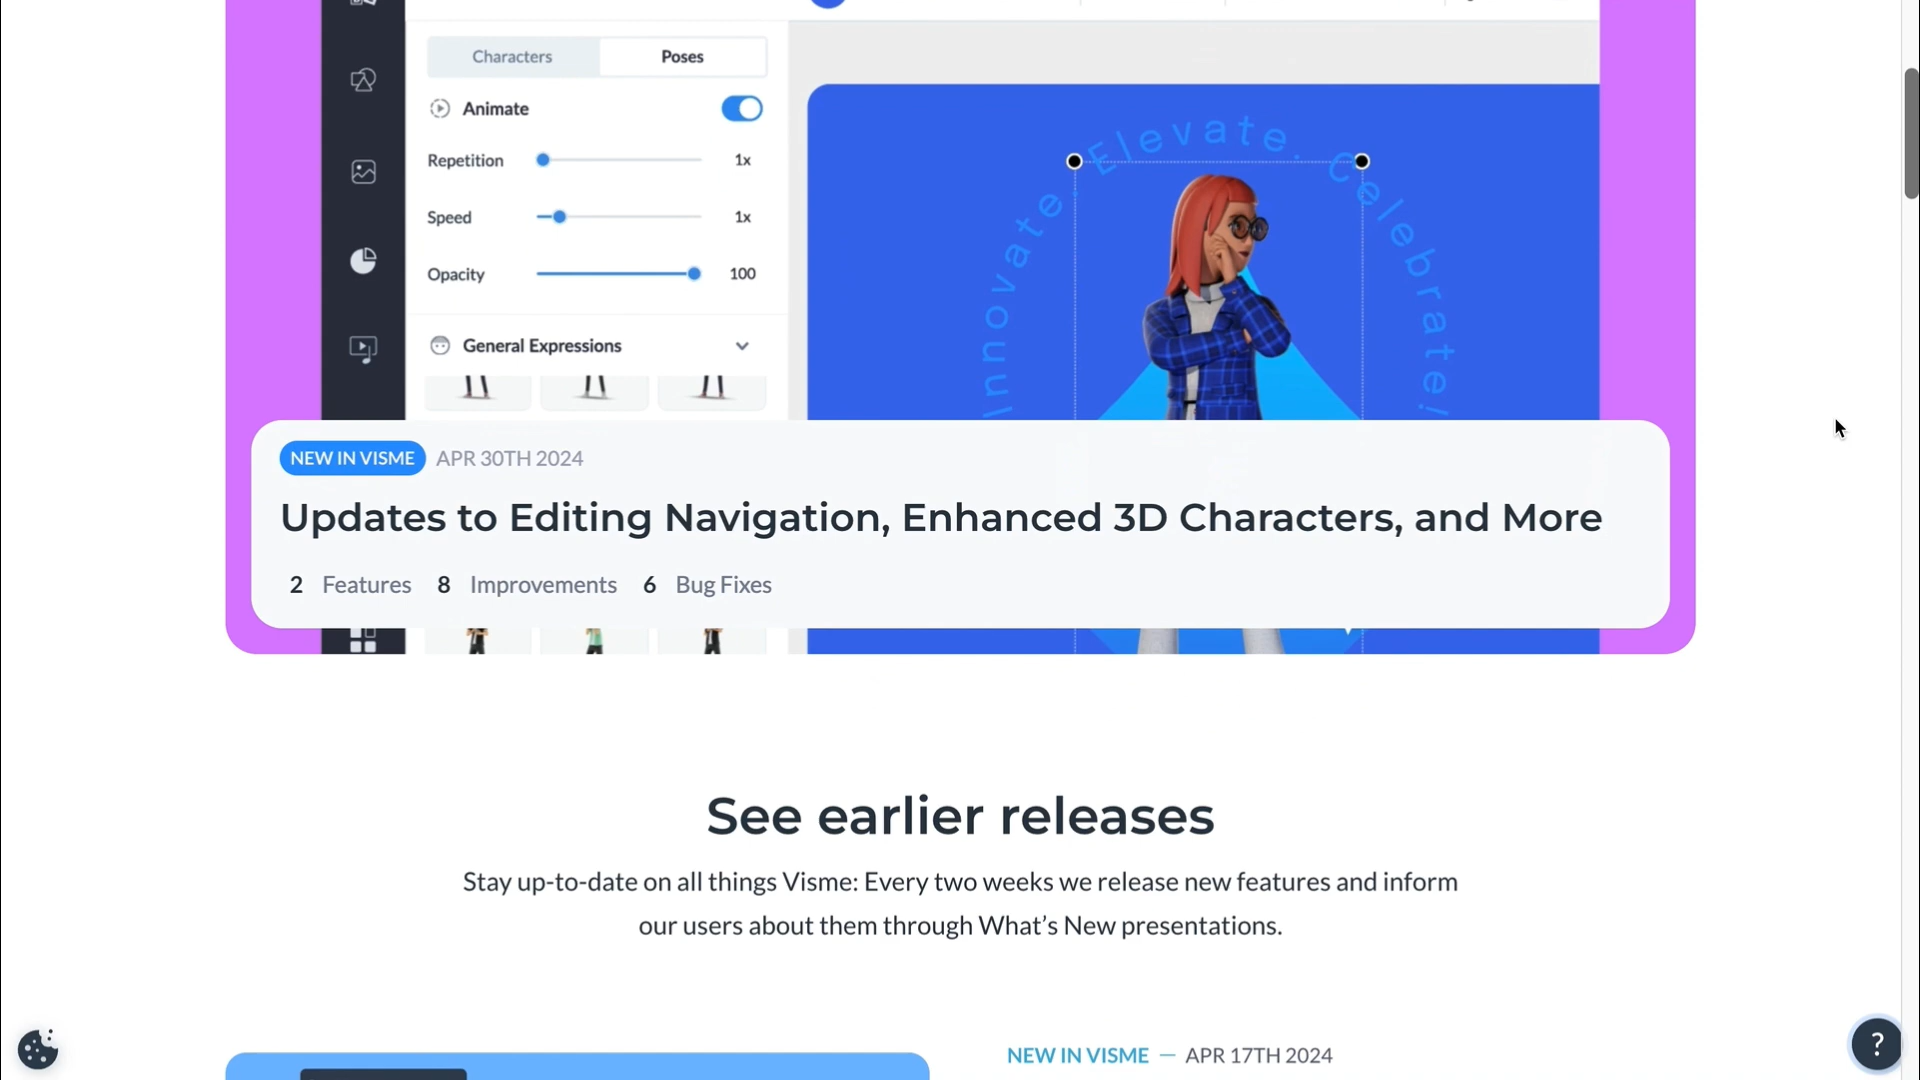 Characters
Poses
Animate
Repetition
1x
Speed
1x
Opacity
100
General Expressions
Innovate. Elevate. Celebrate!
NEW IN VISME APR 30TH 2024
Updates to Editing Navigation, Enhanced 3D Characters, and More
2 Features 8 Improvements 6 Bug Fixes
See earlier releases
Stay up-to-date on all things Visme: Every two weeks we release new features and inform
our users about them through What’s New presentations.
NEW IN VISME — APR 17TH 2024
?